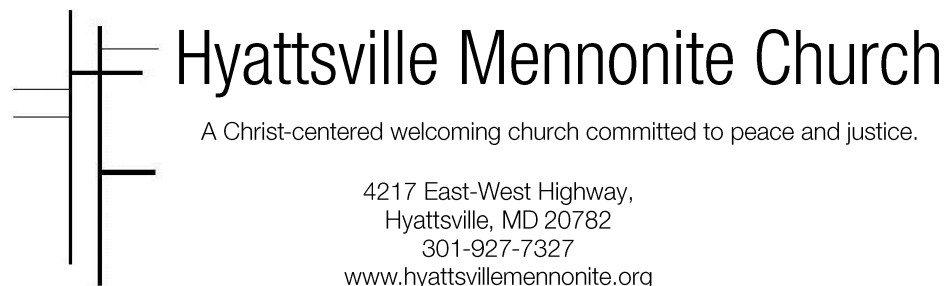 Hyattsville Mennonite Church
A Christ-centered welcoming church committed to peace and justice.
4217 East-West Highway,
Hyattsville, MD 20782
301-927-7327
www.hyattsvillemennonite.org